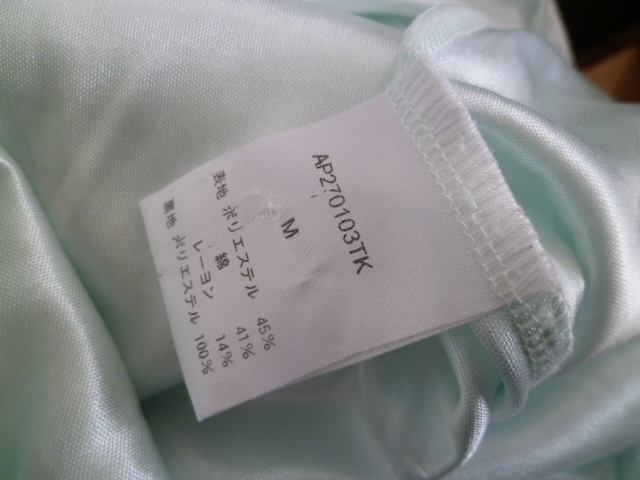 AP270103TK
M
表地 ポリエステル 45%
綿 41%
レーヨン 14%
裏地 ポリエステル 100%